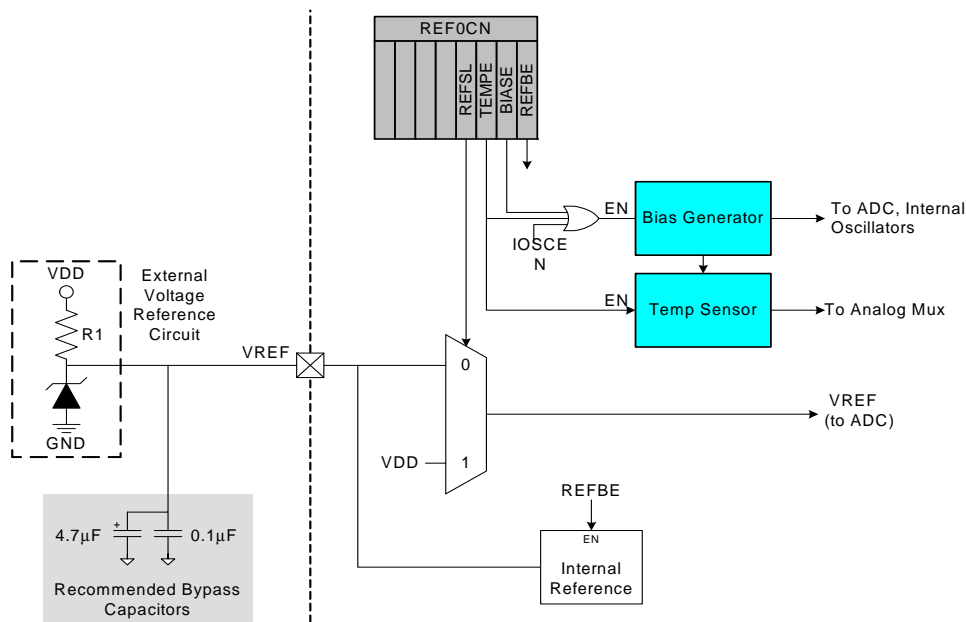 REF0CN
REFSL
TEMPE
BIASE
REFBE
EN
Bias Generator
To ADC, Internal
Oscillators
IOSCE
N
EN
Temp Sensor
To Analog Mux
VDD
R1
GND
External
Voltage
Reference
Circuit
VREF
0
VDD
1
VREF
(to ADC)
REFBE
EN
Internal
Reference
4.7µF
+
0.1µF
Recommended Bypass
Capacitors